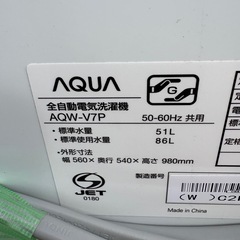 AQUA
G
全自動電気洗濯機
AQW-V7P 50-60Hz 共用
・標準水量 51L
・標準使用水量 86L
・外形寸法
幅 560× 奥行 540× 高さ 980mm
S
JET
0180
製造番号
Made in China
(W )
定格